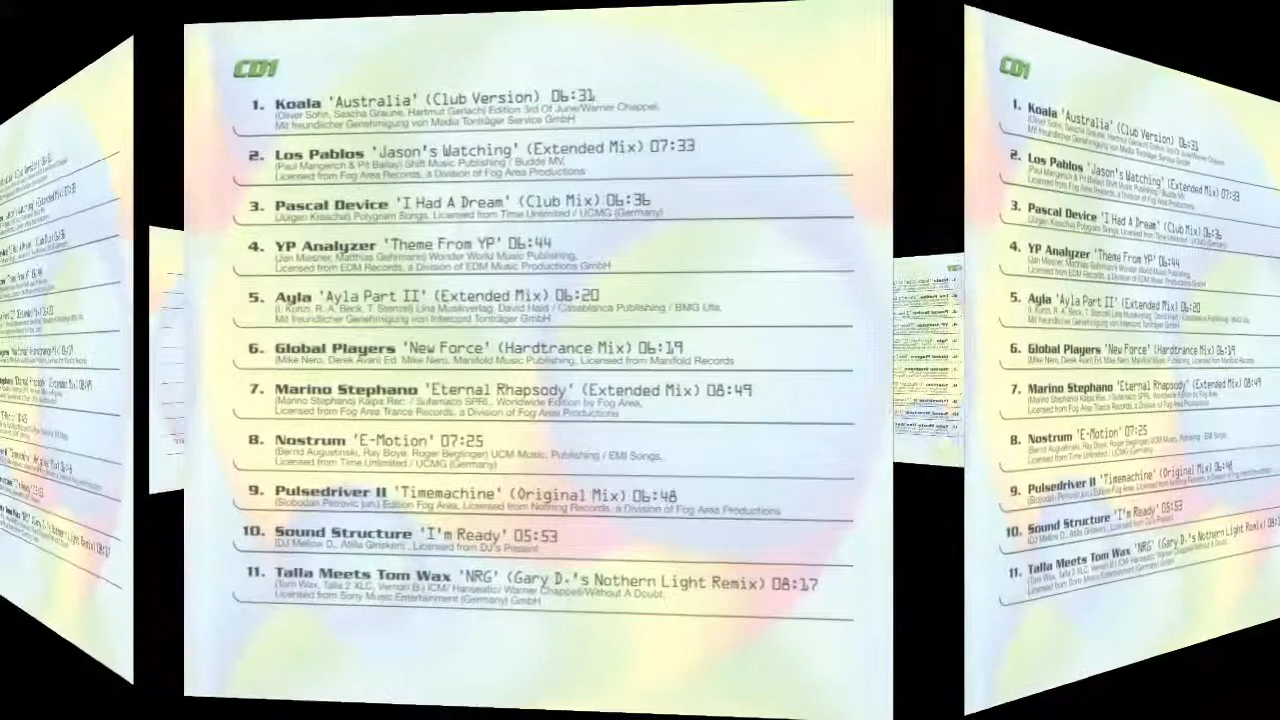 CD1
1. Koala 'Australia' (Club Version) 06:31
(Oliver Sohn, Sascha Graune, Hartmut Gerlach) Edition 3rd Of June/Warner Chappel,
Mit freundlicher Genehmigung von Media Tonträger Service GmbH
2. Los Pablos 'Jason's Watching' (Extended Mix) 07:33
(Paul Mangerich & Pit Bailay) Shift Music Publishing / Budde MV,
Licensed from Fog Area Records, a Division of Fog Area Productions
3. Pascal Device 'I Had A Dream' (Club Mix) 06:36
(Jürgen Krisschal) Polygram Songs, Licensed from Time Unlimited / UCMG (Germany)
4. YP Analyzer 'Theme From YP' 06:44
(Jan Miesner, Matthias Gehrmann) Wonder World Music Publishing,
Licensed from EDM Records, a Division of EDM Music Productions GmbH
5. Ayla 'Ayla Part II' (Extended Mix) 06:20
(I. Kunzi, R. A. Beck, T. Stenzel) Lina Musikverlag, David Haid / Casablanca Publishing / BMG Ufa,
Mit freundlicher Genehmigung von Intercord Tonträger GmbH
6. Global Players 'New Force' (Hardtrance Mix) 06:19
(Mike Nero, Derek Avari) Ed. Mike Nero, Manifold Music Publishing, Licensed from Manifold Records
7. Marino Stephano 'Eternal Rhapsody' (Extended Mix) 08:49
(Marino Stephano) Kaipe Rec. / Sufamaco SPRL, Worldwide Edition by Fog Area,
Licensed from Fog Area Trance Records, a Division of Fog Area Productions
8. Nostrum 'E-Motion' 07:25
(Bernd Augustinski, Ray Boyé, Roger Beglinger) UCM Music, Publishing / EMI Songs,
Licensed from Time Unlimited / UCMG (Germany)
9. Pulsedriver II 'Timemachine' (Original Mix) 06:48
(Slobodan Petrovic jun.) Edition Fog Area, Licensed from Nothing Records, a Division of Fog Area Productions
10. Sound Structure 'I'm Ready' 05:53
(DJ Mellow D., Atilla Giriskers, Licensed from DJ's Present
11. Talla Meets Tom Wax 'NRG' (Gary D.'s Nothern Light Remix) 08:17
(Tom Wax, Talla 2 XLC, Vernon B.) ICM/ Hanseatic/ Warner Chappel/Without A Doubt,
Licensed from Sony Music Entertainment (Germany) GmbH